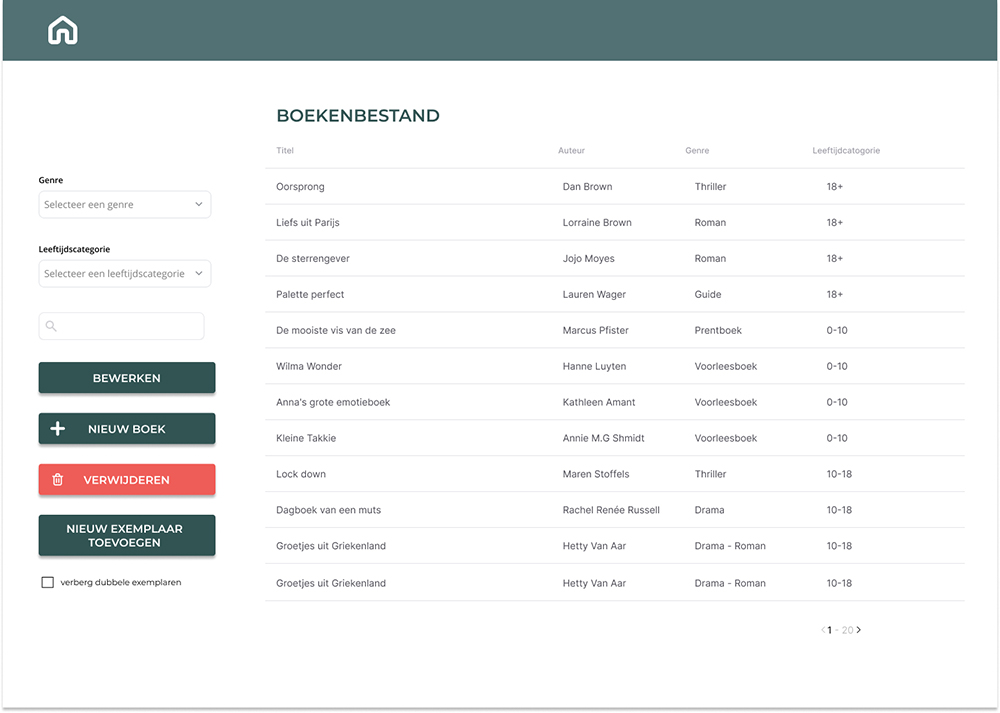 BOEKENBESTAND
Titel Auteur Genre Leeftijdcatogorie
Oorsprong Dan Brown Thriller 18+
Liefs uit Parijs Lorraine Brown Roman 18+
De sterrengever Jojo Moyes Roman 18+
Palette perfect Lauren Wager Guide 18+
De mooiste vis van de zee Marcus Pfister Prentboek 0-10
Wilma Wonder Hanne Luyten Voorleesboek 0-10
Anna's grote emotieboek Kathleen Amant Voorleesboek 0-10
Kleine Takkie Annie M.G Shmidt Voorleesboek 0-10
Lock down Maren Stoffels Thriller 10-18
Dagboek van een muts Rachel Renée Russell Drama 10-18
Groetjes uit Griekenland Hetty Van Aar Drama - Roman 10-18
Groetjes uit Griekenland Hetty Van Aar Drama - Roman 10-18
<1 - 20>
Genre
Selecteer een genre
Leeftijdscategorie
Selecteer een leeftijdscategorie
BEWERKEN
NIEUW BOEK
VERWIJDEREN
NIEUW EXEMPLAAR
TOEVOEGEN
verberg dubbele exemplaren